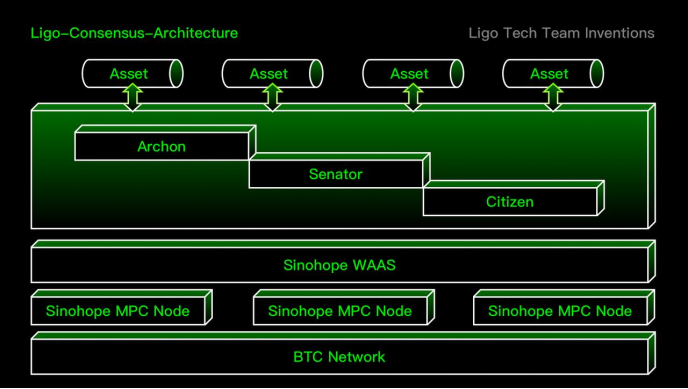 Ligo-Consensus-Architecture
Ligo Tech Team Inventions
Asset
Asset
Asset
Asset
Archon
Senator
Citizen
Sinohope WAAS
Sinohope MPC Node
Sinohope MPC Node
Sinohope MPC Node
BTC Network